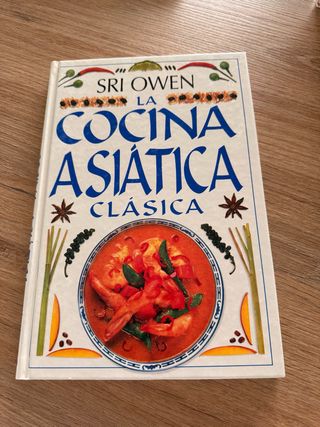 SRI OWEN
LA
COCINA
ASIÁTICA
CLÁSICA